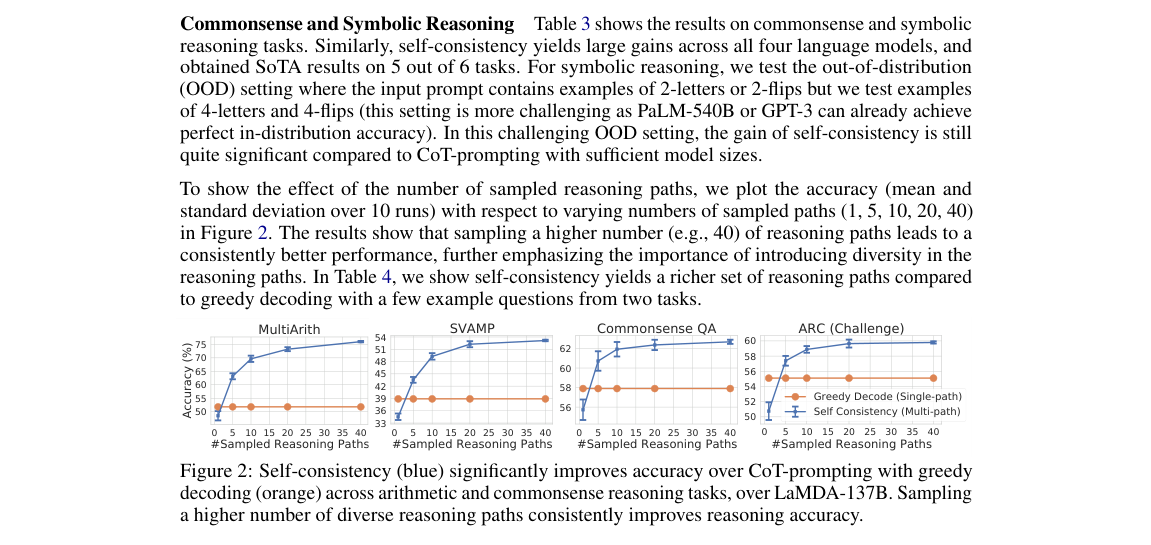 Commonsense and Symbolic Reasoning Table 3 shows the results on commonsense and symbolic
reasoning tasks. Similarly, self-consistency yields large gains across all four language models, and
obtained SoTA results on 5 out of 6 tasks. For symbolic reasoning, we test the out-of-distribution
(OOD) setting where the input prompt contains examples of 2-letters or 2-flips but we test examples
of 4-letters and 4-flips (this setting is more challenging as PaLM-540B or GPT-3 can already achieve
perfect in-distribution accuracy). In this challenging OOD setting, the gain of self-consistency is still
quite significant compared to CoT-prompting with sufficient model sizes.
To show the effect of the number of sampled reasoning paths, we plot the accuracy (mean and
standard deviation over 10 runs) with respect to varying numbers of sampled paths (1, 5, 10, 20, 40)
in Figure 2. The results show that sampling a higher number (e.g., 40) of reasoning paths leads to a
consistently better performance, further emphasizing the importance of introducing diversity in the
reasoning paths. In Table 4, we show self-consistency yields a richer set of reasoning paths compared
to greedy decoding with a few example questions from two tasks.
MultiArith
Accuracy (%)
75
70
65
60
55
50
0 5 10 15 20 25 30 35 40
#Sampled Reasoning Paths
SVAMP
54
51
48
45
42
39
36
33
0 5 10 15 20 25 30 35 40
#Sampled Reasoning Paths
Commonsense QA
62
60
58
56
0 5 10 15 20 25 30 35 40
#Sampled Reasoning Paths
ARC (Challenge)
60
58
56
54
52
50
Greedy Decode (Single-path)
Self Consistency (Multi-path)
0 5 10 15 20 25 30 35 40
#Sampled Reasoning Paths
Figure 2: Self-consistency (blue) significantly improves accuracy over CoT-prompting with greedy
decoding (orange) across arithmetic and commonsense reasoning tasks, over LaMDA-137B. Sampling
a higher number of diverse reasoning paths consistently improves reasoning accuracy.